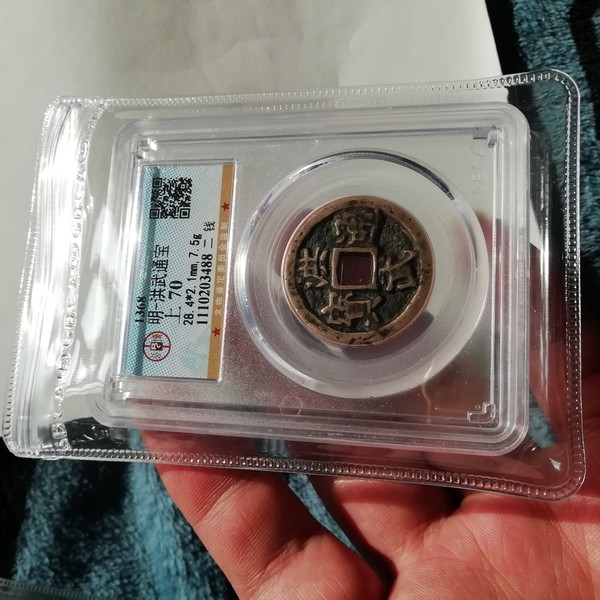 1368
明-洪武通宝
上 70
28.4*2.1mm,7.5g
1110203488 二钱
洪武通寳